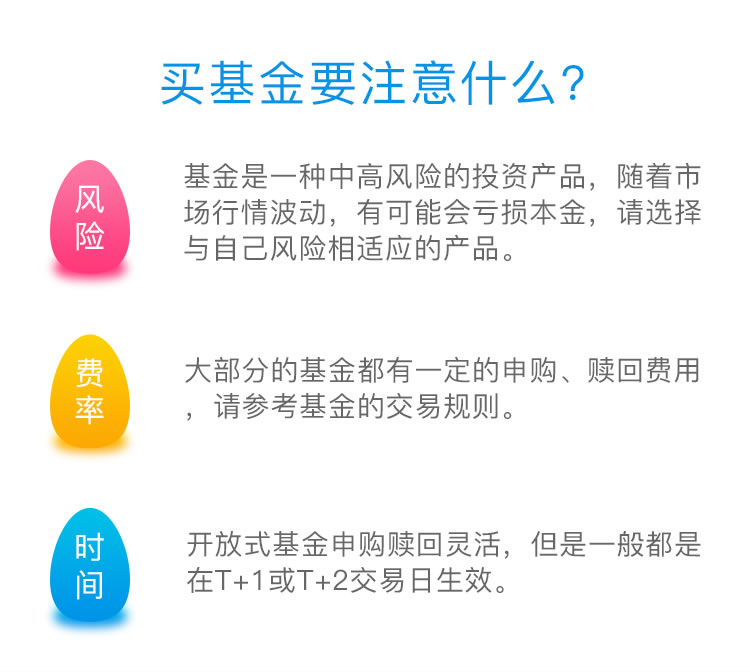 买基金要注意什么?
风
险
基金是一种中高风险的投资产品，随着市
场行情波动，有可能会亏损本金，请选择
与自己风险相适应的产品。
费
率
大部分的基金都有一定的申购、赎回费用
，请参考基金的交易规则。
时
间
开放式基金申购赎回灵活，但是一般都是
在T+1或T+2交易日生效。